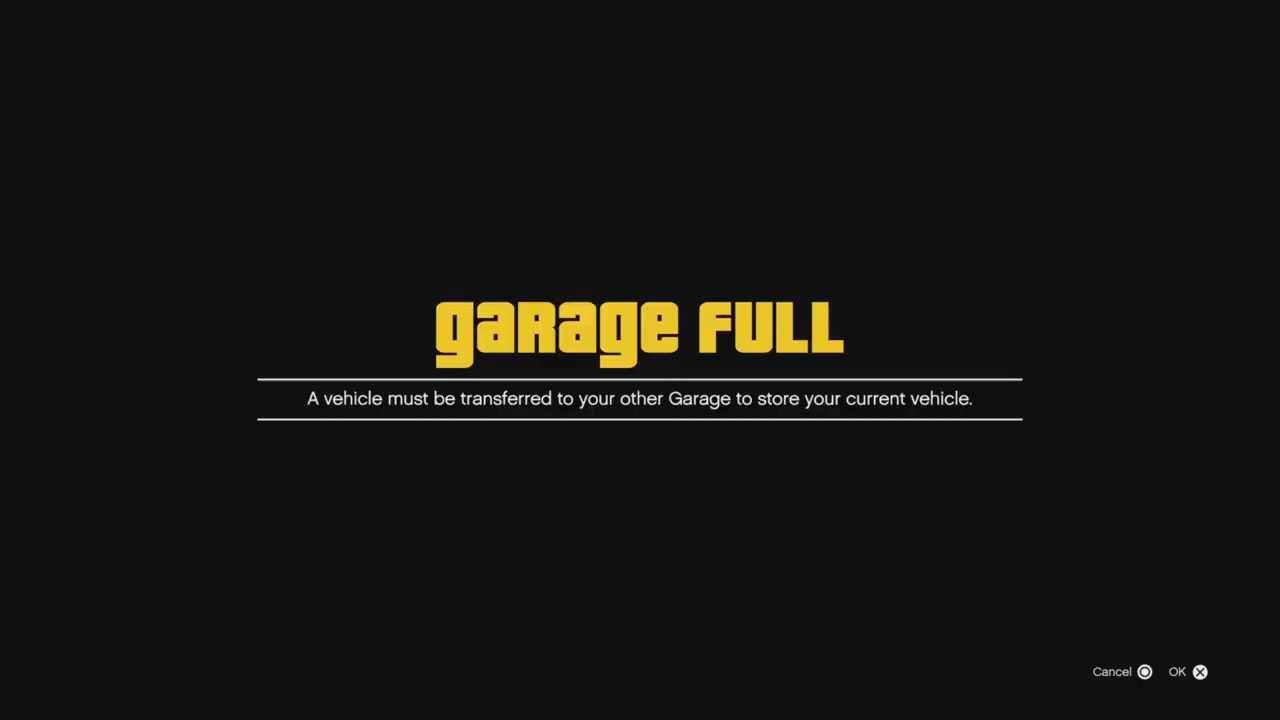 garage FULL
A vehicle must be transferred to your other Garage to store your current vehicle.
Cancel OK